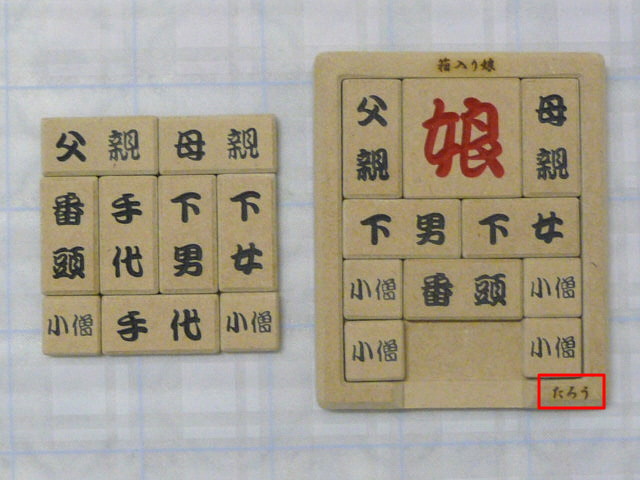 父親 母親
番頭 手代 下男 下女
小僧 手代 小僧
箱入り娘
父親 娘 母親
下男 下女
小僧 番頭 小僧
小僧 小僧
たろう